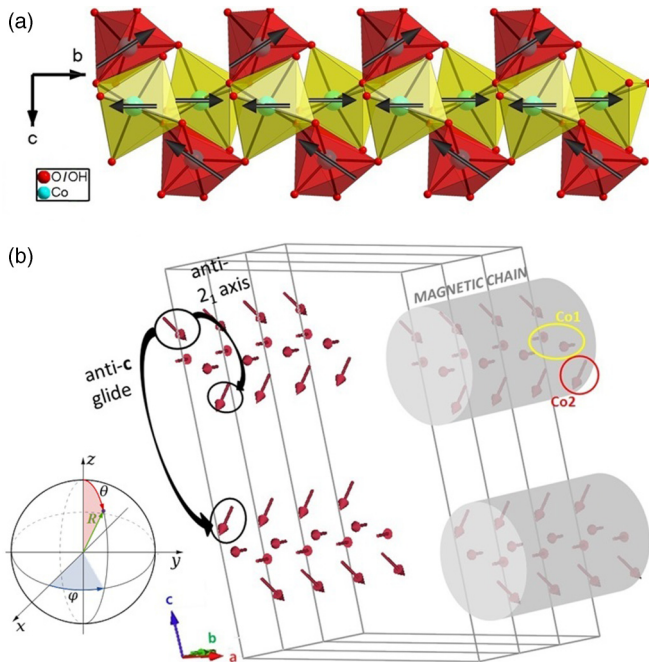 (a)
b
c
O/OH
Co
(b)
anti-
2₁ axis
MAGNETIC CHAIN
Co1
anti-c
glide
Co2
z
θ
R
y
φ
x
c
b
a